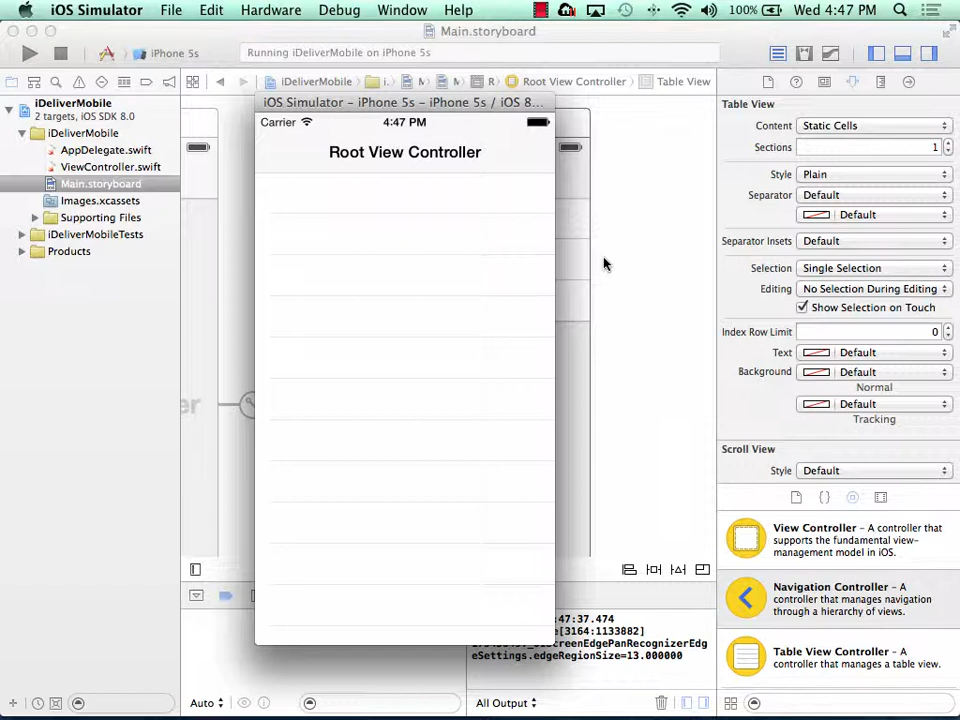 iOS Simulator File Edit Hardware Debug Window Help 100% Wed 4:47 PM
Main.storyboard
iPhone 5s Running iDeliverMobile on iPhone 5s
iDeliverMobile i. M M R Root View Controller Table View
iDeliverMobile
2 targets, iOS SDK 8.0
iDeliverMobile
AppDelegate.swift
ViewController.swift
Main.storyboard
Images.xcassets
Supporting Files
iDeliverMobileTests
Products
iOS Simulator – iPhone 5s – iPhone 5s / iOS 8...
Carrier 4:47 PM
Root View Controller
er
Table View
Content Static Cells
Sections 1
Style Plain
Separator Default
Default
Separator Insets Default
Selection Single Selection
Editing No Selection During Editing
Show Selection on Touch
Index Row Limit 0
Text Default
Background Default
Normal
Default
Tracking
Scroll View
Style Default
View Controller – A controller that
supports the fundamental view-
management model in iOS.
Navigation Controller – A
controller that manages navigation
through a hierarchy of views.
Table View Controller – A
controller that manages a table view.
:47:37.474
[3164:1133882]
ScreenEdgePanRecognizerEdg
eSettings.edgeRegionSize=13.000000
Auto
All Output